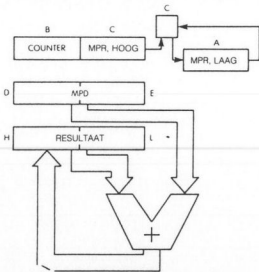 C
B C
COUNTER MPR, HOOG
A
MPR, LAAG
D MPD E
H RESULTAAT L
+